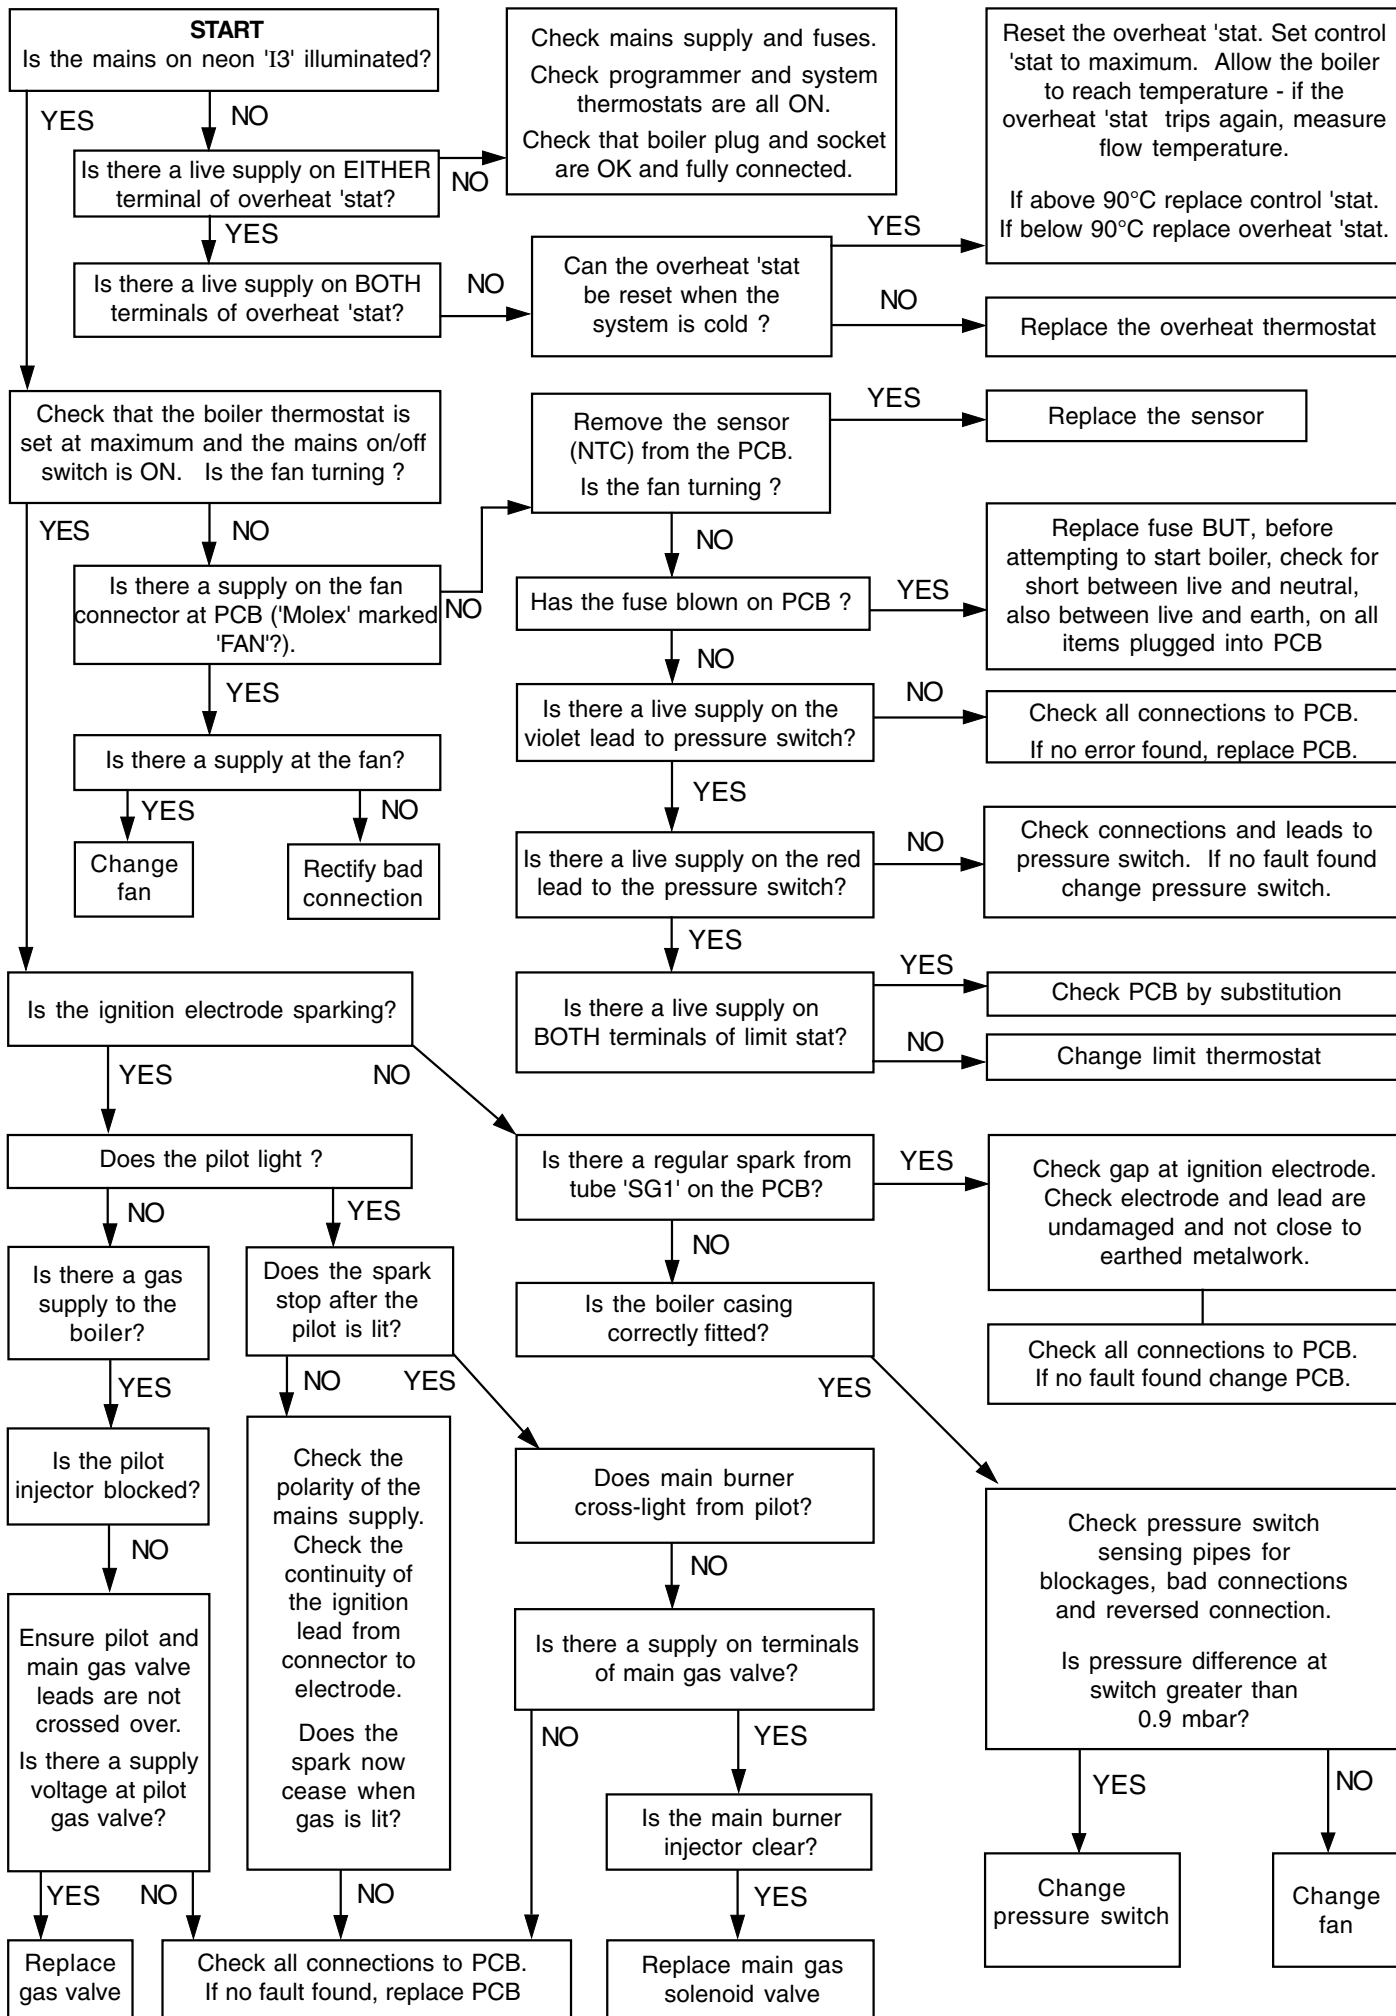 START
Is the mains on neon 'I3' illuminated?
YES
NO
Is there a live supply on EITHER
terminal of overheat 'stat?
NO
Check mains supply and fuses.
Check programmer and system
thermostats are all ON.
Check that boiler plug and socket
are OK and fully connected.
YES
Is there a live supply on BOTH
terminals of overheat 'stat?
NO
Can the overheat 'stat
be reset when the
system is cold ?
YES
Reset the overheat 'stat. Set control
'stat to maximum. Allow the boiler
to reach temperature - if the
overheat 'stat trips again, measure
flow temperature.
If above 90°C replace control 'stat.
If below 90°C replace overheat 'stat.
NO
Replace the overheat thermostat
Check that the boiler thermostat is
set at maximum and the mains on/off
switch is ON. Is the fan turning ?
YES
NO
Is there a supply on the fan
connector at PCB ('Molex' marked
'FAN'?).
NO
YES
Is there a supply at the fan?
YES
NO
Change
fan
Rectify bad
connection
Remove the sensor
(NTC) from the PCB.
Is the fan turning ?
YES
Replace the sensor
NO
Has the fuse blown on PCB ?
YES
Replace fuse BUT, before
attempting to start boiler, check for
short between live and neutral,
also between live and earth, on all
items plugged into PCB
NO
Is there a live supply on the
violet lead to pressure switch?
NO
Check all connections to PCB.
If no error found, replace PCB.
YES
Is there a live supply on the red
lead to the pressure switch?
NO
Check connections and leads to
pressure switch. If no fault found
change pressure switch.
YES
Is there a live supply on
BOTH terminals of limit stat?
YES
Check PCB by substitution
NO
Change limit thermostat
Is the ignition electrode sparking?
YES
NO
Does the pilot light ?
NO
YES
Is there a regular spark from
tube 'SG1' on the PCB?
YES
Check gap at ignition electrode.
Check electrode and lead are
undamaged and not close to
earthed metalwork.
Check all connections to PCB.
If no fault found change PCB.
NO
Is the boiler casing
correctly fitted?
YES
Is there a gas
supply to the
boiler?
YES
Does the spark
stop after the
pilot is lit?
NO
YES
Is the pilot
injector blocked?
NO
Check the
polarity of the
mains supply.
Check the
continuity of
the ignition
lead from
connector to
electrode.
Does the
spark now
cease when
gas is lit?
NO
Does main burner
cross-light from pilot?
NO
Is there a supply on terminals
of main gas valve?
NO
YES
Is the main burner
injector clear?
YES
Check pressure switch
sensing pipes for
blockages, bad connections
and reversed connection.
Is pressure difference at
switch greater than
0.9 mbar?
YES
NO
Change
pressure switch
Change
fan
Ensure pilot and
main gas valve
leads are not
crossed over.
Is there a supply
voltage at pilot
gas valve?
YES
NO
Replace
gas valve
Check all connections to PCB.
If no fault found, replace PCB
Replace main gas
solenoid valve